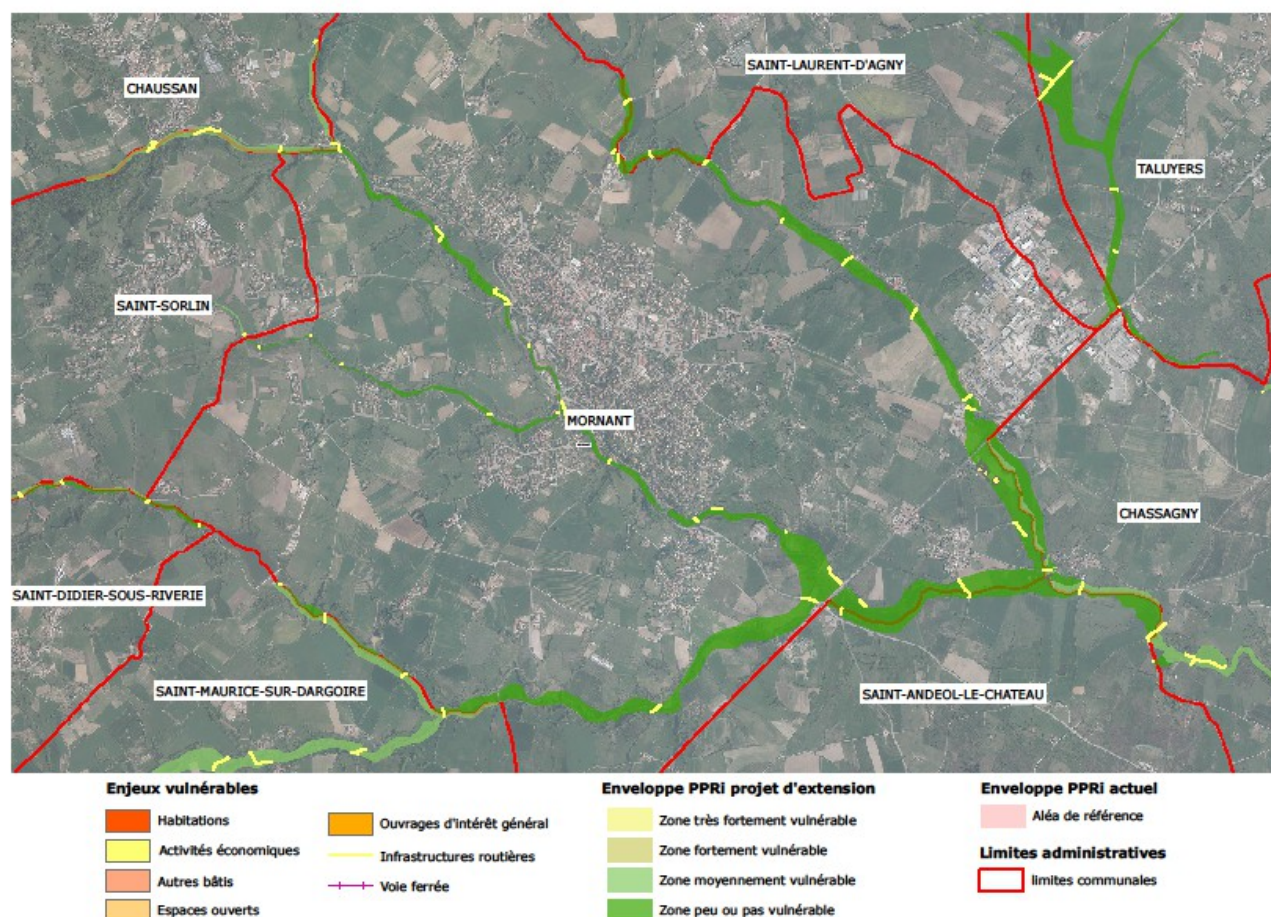 SAINT-LAURENT-D'AGNY
CHAUSSAN
TALUYERS
SAINT-SORLIN
MORNANT
CHASSAGNY
SAINT-DIDIER-SOUS-RIVERIE
SAINT-MAURICE-SUR-DARGOIRE
SAINT-ANDEOL-LE-CHATEAU
Enjeux vulnérables
Habitations
Activités économiques
Autres bâtis
Espaces ouverts
Ouvrages d'intérêt général
Infrastructures routières
Voie ferrée
Enveloppe PPRi projet d'extension
Zone très fortement vulnérable
Zone fortement vulnérable
Zone moyennement vulnérable
Zone peu ou pas vulnérable
Enveloppe PPRi actuel
Aléa de référence
Limites administratives
limites communales